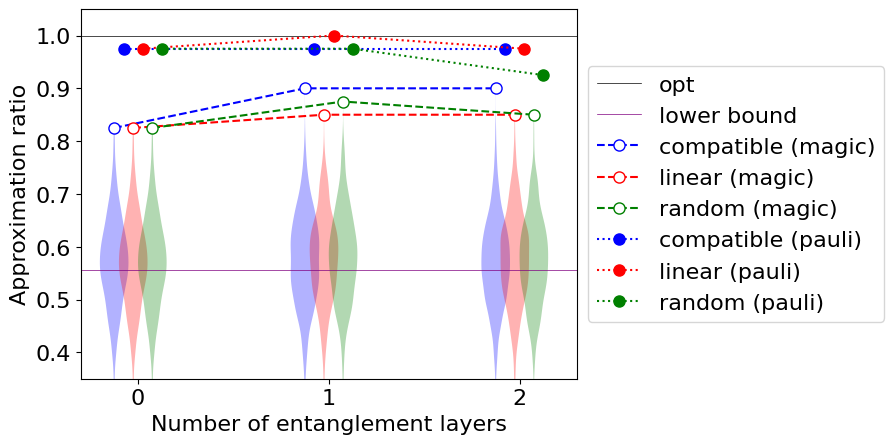 1.0
0.9
0.8
0.7
0.6
0.5
0.4
Approximation ratio
0 1 2
Number of entanglement layers
opt
lower bound
compatible (magic)
linear (magic)
random (magic)
compatible (pauli)
linear (pauli)
random (pauli)